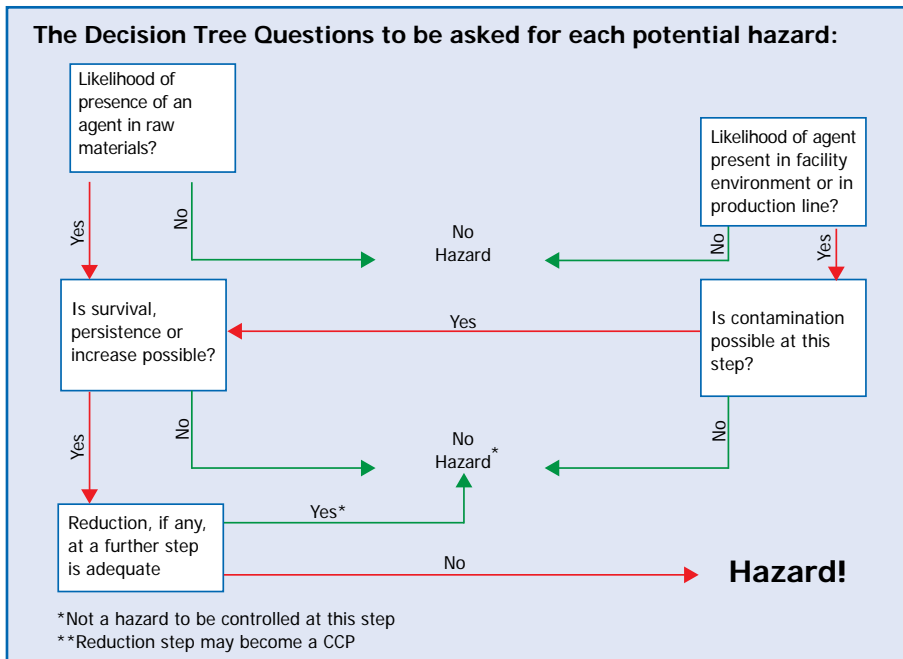 The Decision Tree Questions to be asked for each potential hazard:
Likelihood of
presence of an
agent in raw
materials?
Likelihood of agent
present in facility
environment or in
production line?
Yes
No
No
Hazard
No
Yes
Is survival,
persistence or
increase possible?
Yes
Is contamination
possible at this
step?
Yes
No
No
Hazard*
No
Reduction, if any,
at a further step
is adequate
Yes*
No
Hazard!
*Not a hazard to be controlled at this step
**Reduction step may become a CCP